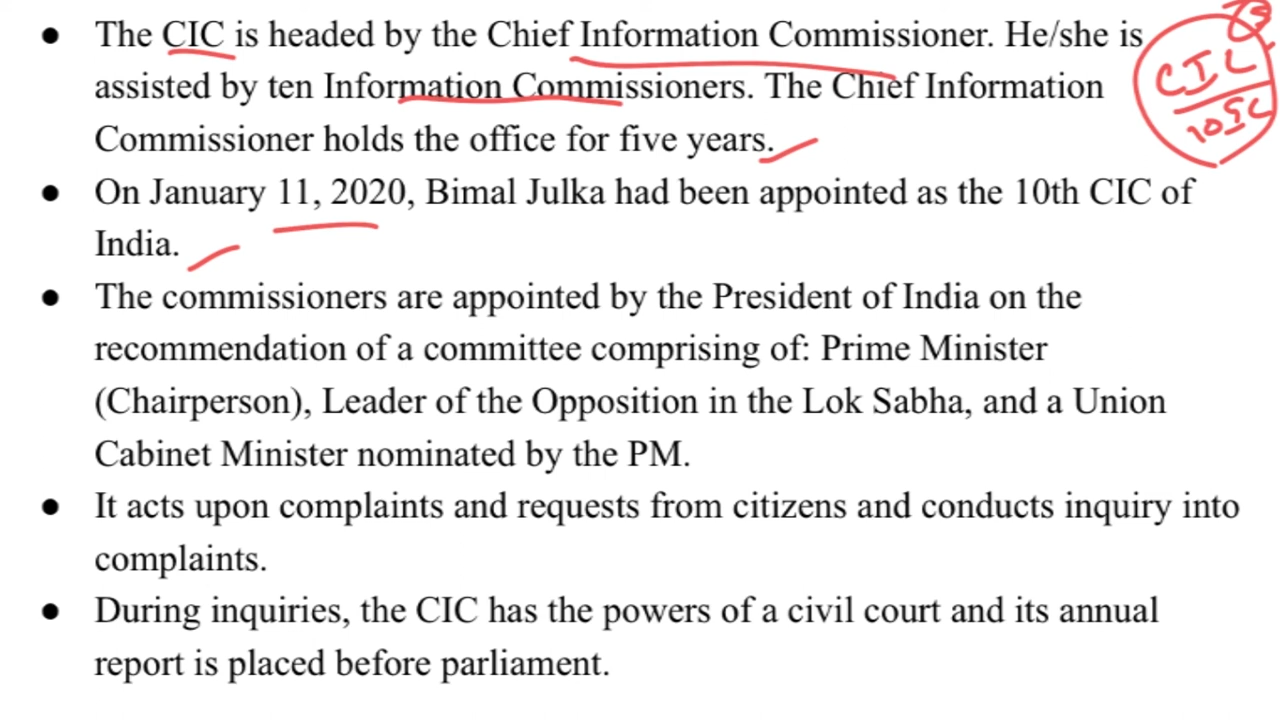 ● The CIC is headed by the Chief Information Commissioner. He/she is
assisted by ten Information Commissioners. The Chief Information
Commissioner holds the office for five years.
● On January 11, 2020, Bimal Julka had been appointed as the 10th CIC of
India.
● The commissioners are appointed by the President of India on the
recommendation of a committee comprising of: Prime Minister
(Chairperson), Leader of the Opposition in the Lok Sabha, and a Union
Cabinet Minister nominated by the PM.
● It acts upon complaints and requests from citizens and conducts inquiry into
complaints.
● During inquiries, the CIC has the powers of a civil court and its annual
report is placed before parliament.
CIC